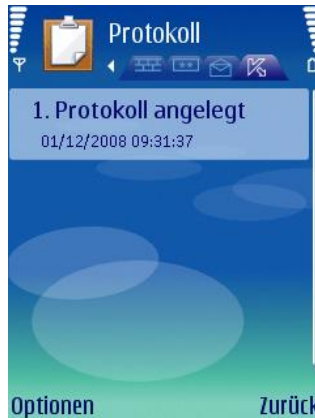 Protokoll
1. Protokoll angelegt
01/12/2008 09:31:37
Optionen
Zurück